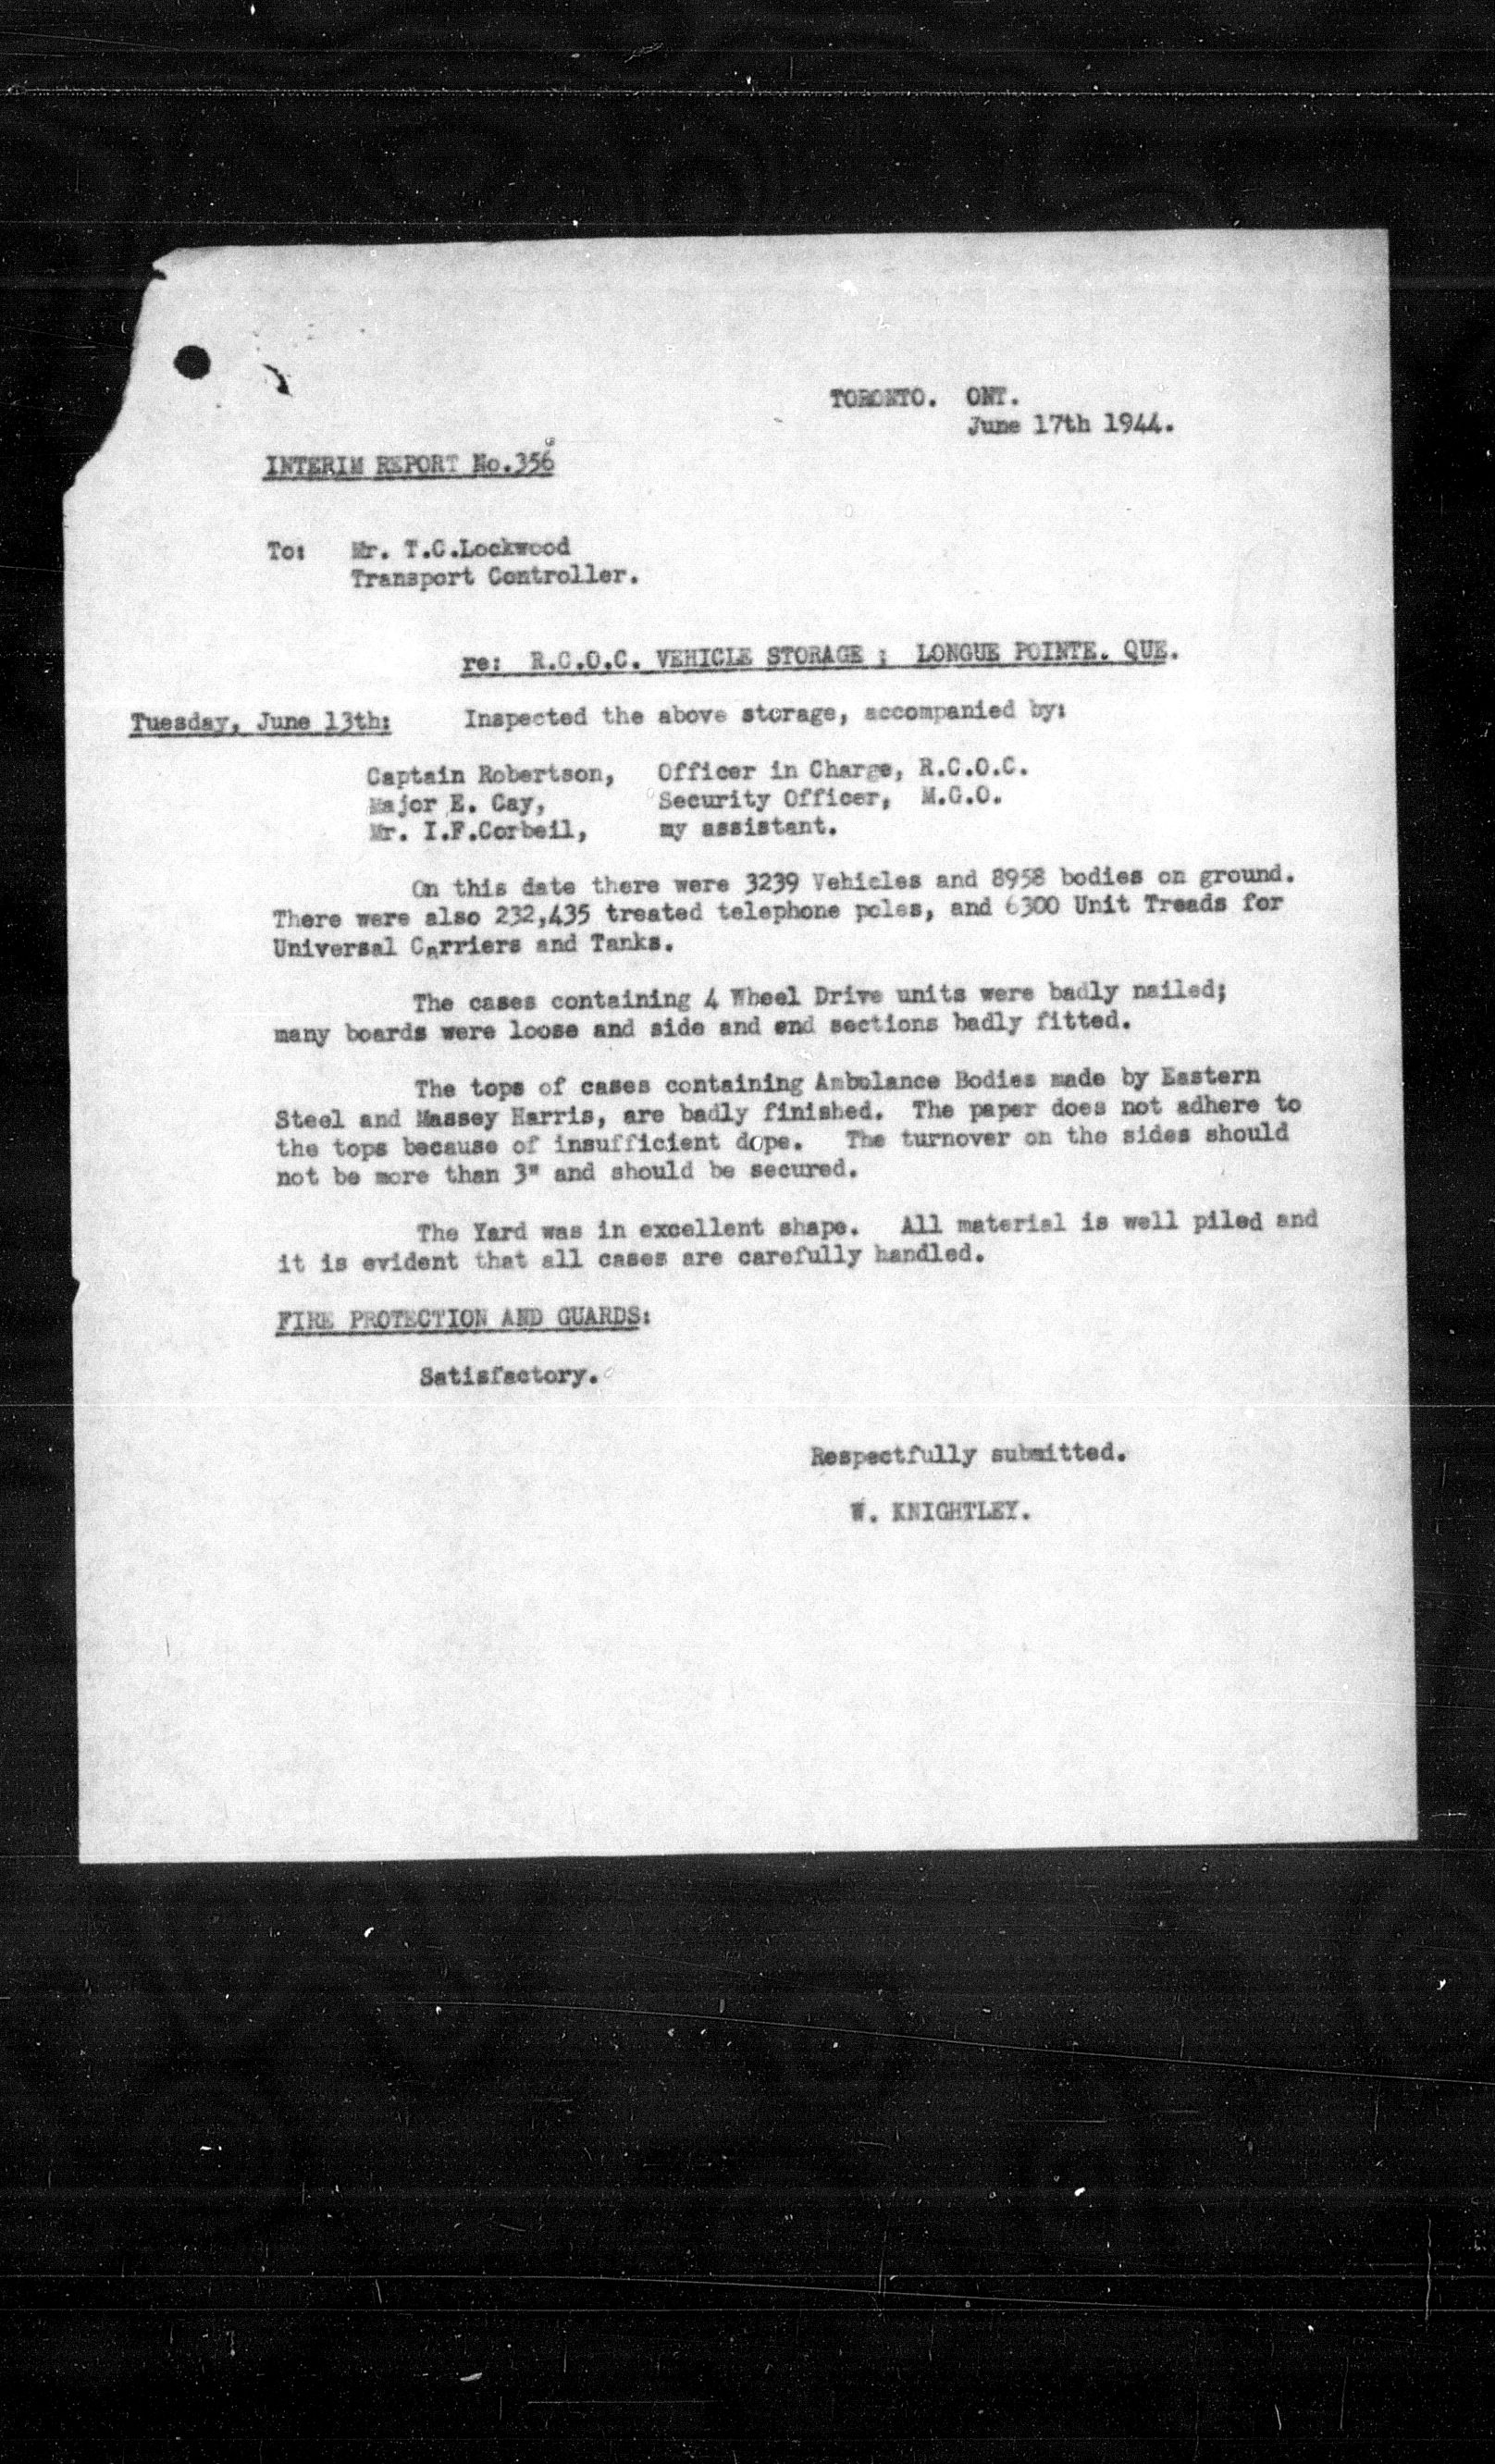 TORONTO. ONT.
June 17th 1944.
INTERIM REPORT No.356
To: Mr. T.C.Lockwood
Transport Controller.
re: R.C.O.C. VEHICLE STORAGE ; LONGUE POINTE. QUE.
Tuesday, June 13th: Inspected the above storage, accompanied by:
Captain Robertson, Officer in Charge, R.C.O.C.
Major E. Cay, Security Officer, M.G.O.
Mr. I.F.Corbeil, my assistant.
On this date there were 3239 Vehicles and 8958 bodies on ground.
There were also 232,435 treated telephone poles, and 6300 Unit Treads for
Universal Carriers and Tanks.
The cases containing 4 Wheel Drive units were badly nailed;
many boards were loose and side and end sections badly fitted.
The tops of cases containing Ambulance Bodies made by Eastern
Steel and Massey Harris, are badly finished. The paper does not adhere to
the tops because of insufficient dope. The turnover on the sides should
not be more than 3" and should be secured.
The Yard was in excellent shape. All material is well piled and
it is evident that all cases are carefully handled.
FIRE PROTECTION AND GUARDS:
Satisfactory.
Respectfully submitted.
W. KNIGHTLEY.